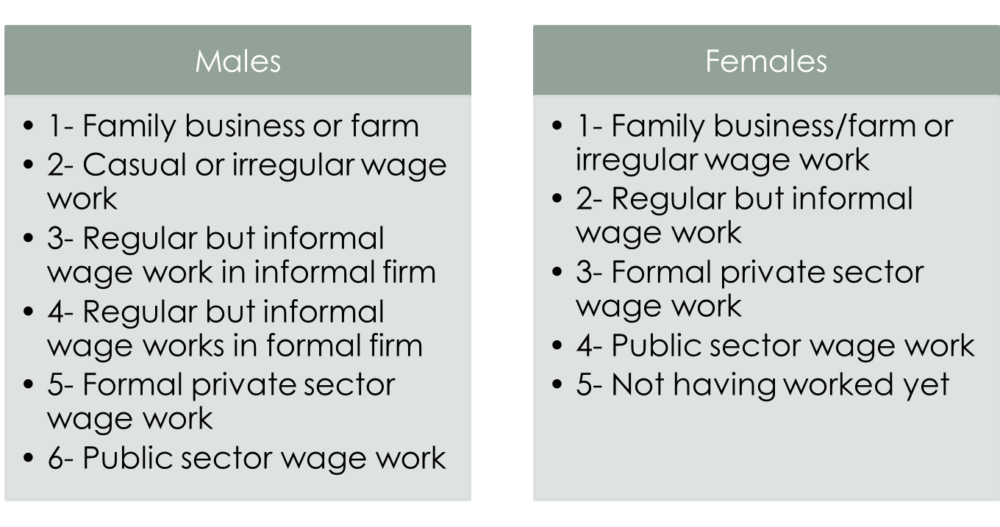 Males
• 1- Family business or farm
• 2- Casual or irregular wage
work
• 3- Regular but informal
wage work in informal firm
• 4- Regular but informal
wage works in formal firm
• 5- Formal private sector
wage work
• 6- Public sector wage work
Females
• 1- Family business/farm or
irregular wage work
• 2- Regular but informal
wage work
• 3- Formal private sector
wage work
• 4- Public sector wage work
• 5- Not having worked yet